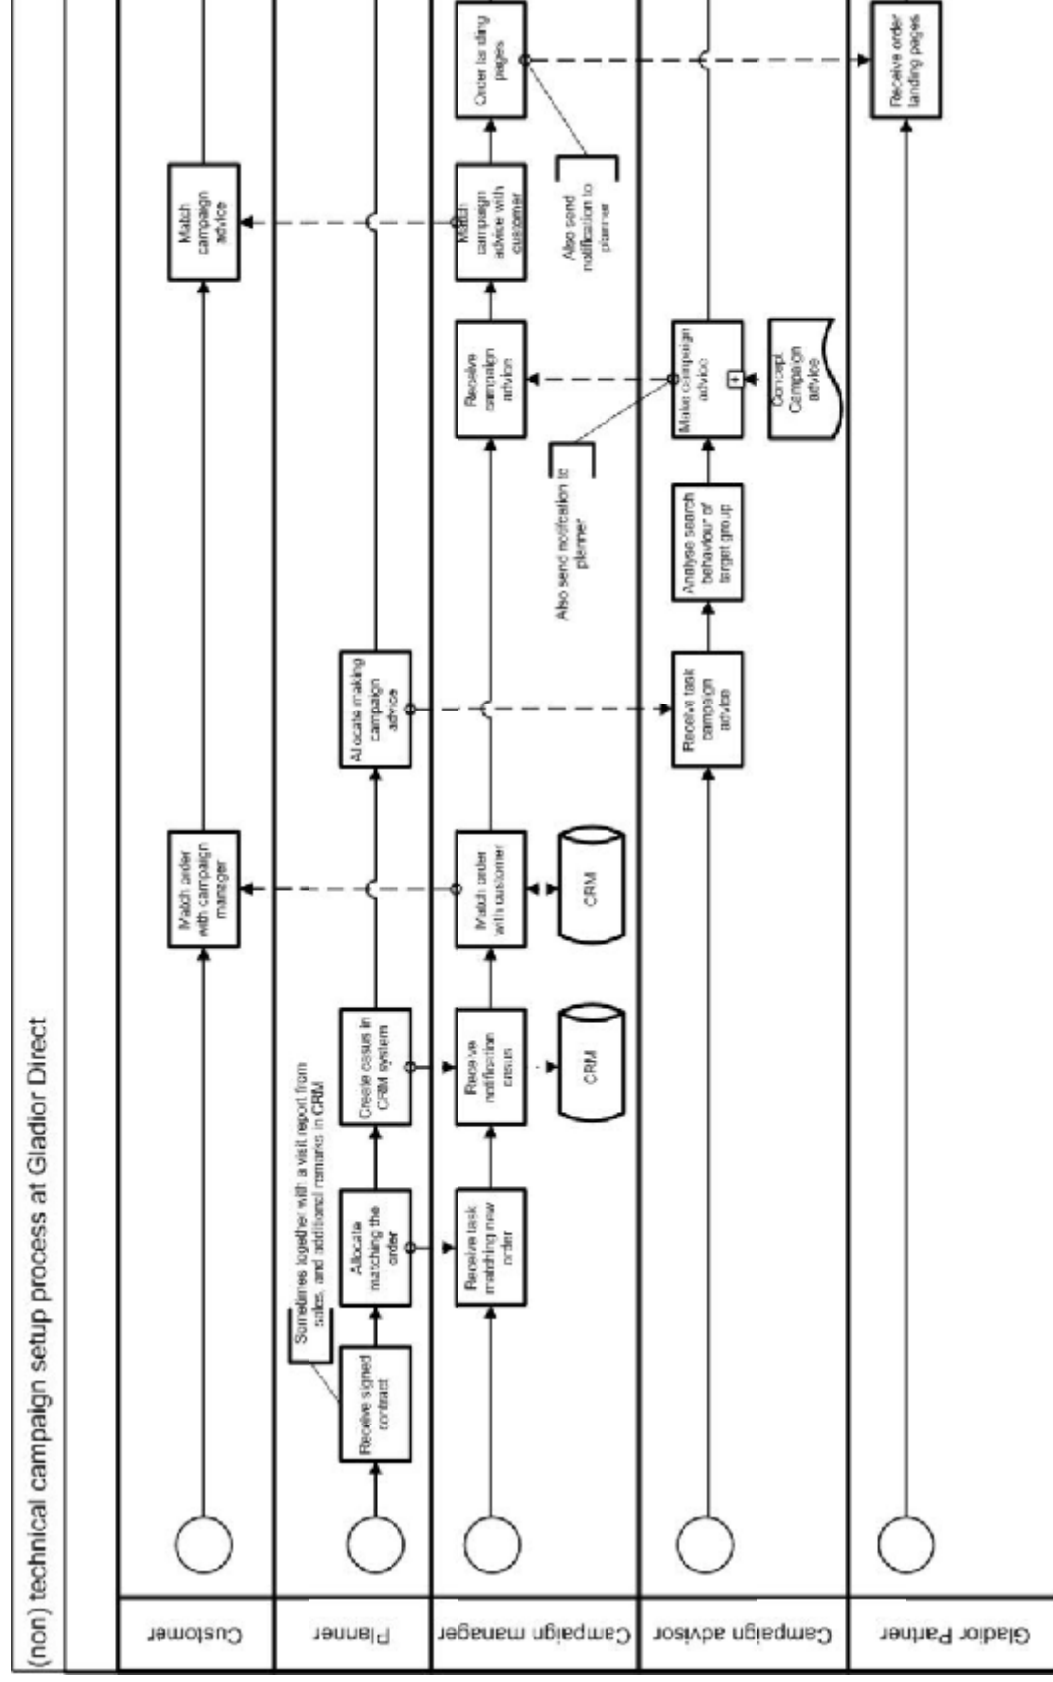 (non) technical campaign setup process at Gladior Direct
Customer
Match order
with campaign
manager
Match
campaign
advice
Planner
Sometimes together with a visit report from
sales, and additional remarks in CRM
Receive signed
contract
Allocate
matching the
order
Create casus in
CRM system
Allocate making
campaign
advice
Campaign manager
Receive task
matching new
order
Receive
notification
casus
CRM
Match order
with customer
CRM
Receive
campaign
advice
Match
campaign
advice with
customer
Order landing
pages
Also send notifcation to
planner
Also send
notification to
planner
Campaign advisor
Receive task
campaign
advice
Analyse search
behaviour of
target group
Make campaign
advice
+
Concept
Campaign
advice
Gladior Partner
Receive order
landing pages